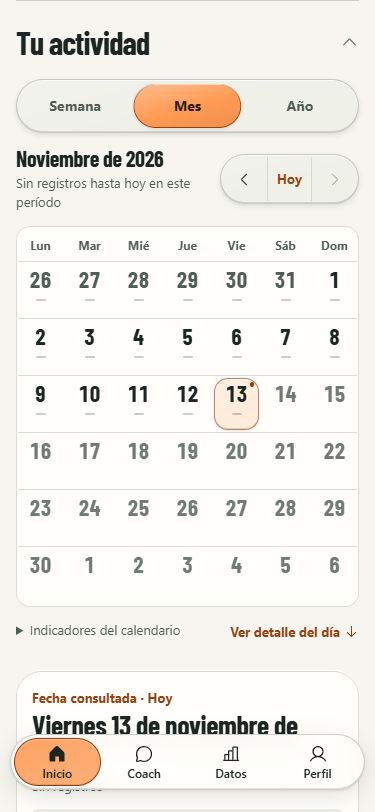 Tu actividad
Semana Mes Año
Noviembre de 2026
Sin registros hasta hoy en este
período
Hoy
Lun Mar Mié Jue Vie Sáb Dom
26 27 28 29 30 31 1
2 3 4 5 6 7 8
9 10 11 12 13 14 15
16 17 18 19 20 21 22
23 24 25 26 27 28 29
30 1 2 3 4 5 6
Indicadores del calendario Ver detalle del día ↓
Fecha consultada · Hoy
Viernes 13 de noviembre de
Inicio Coach Datos Perfil